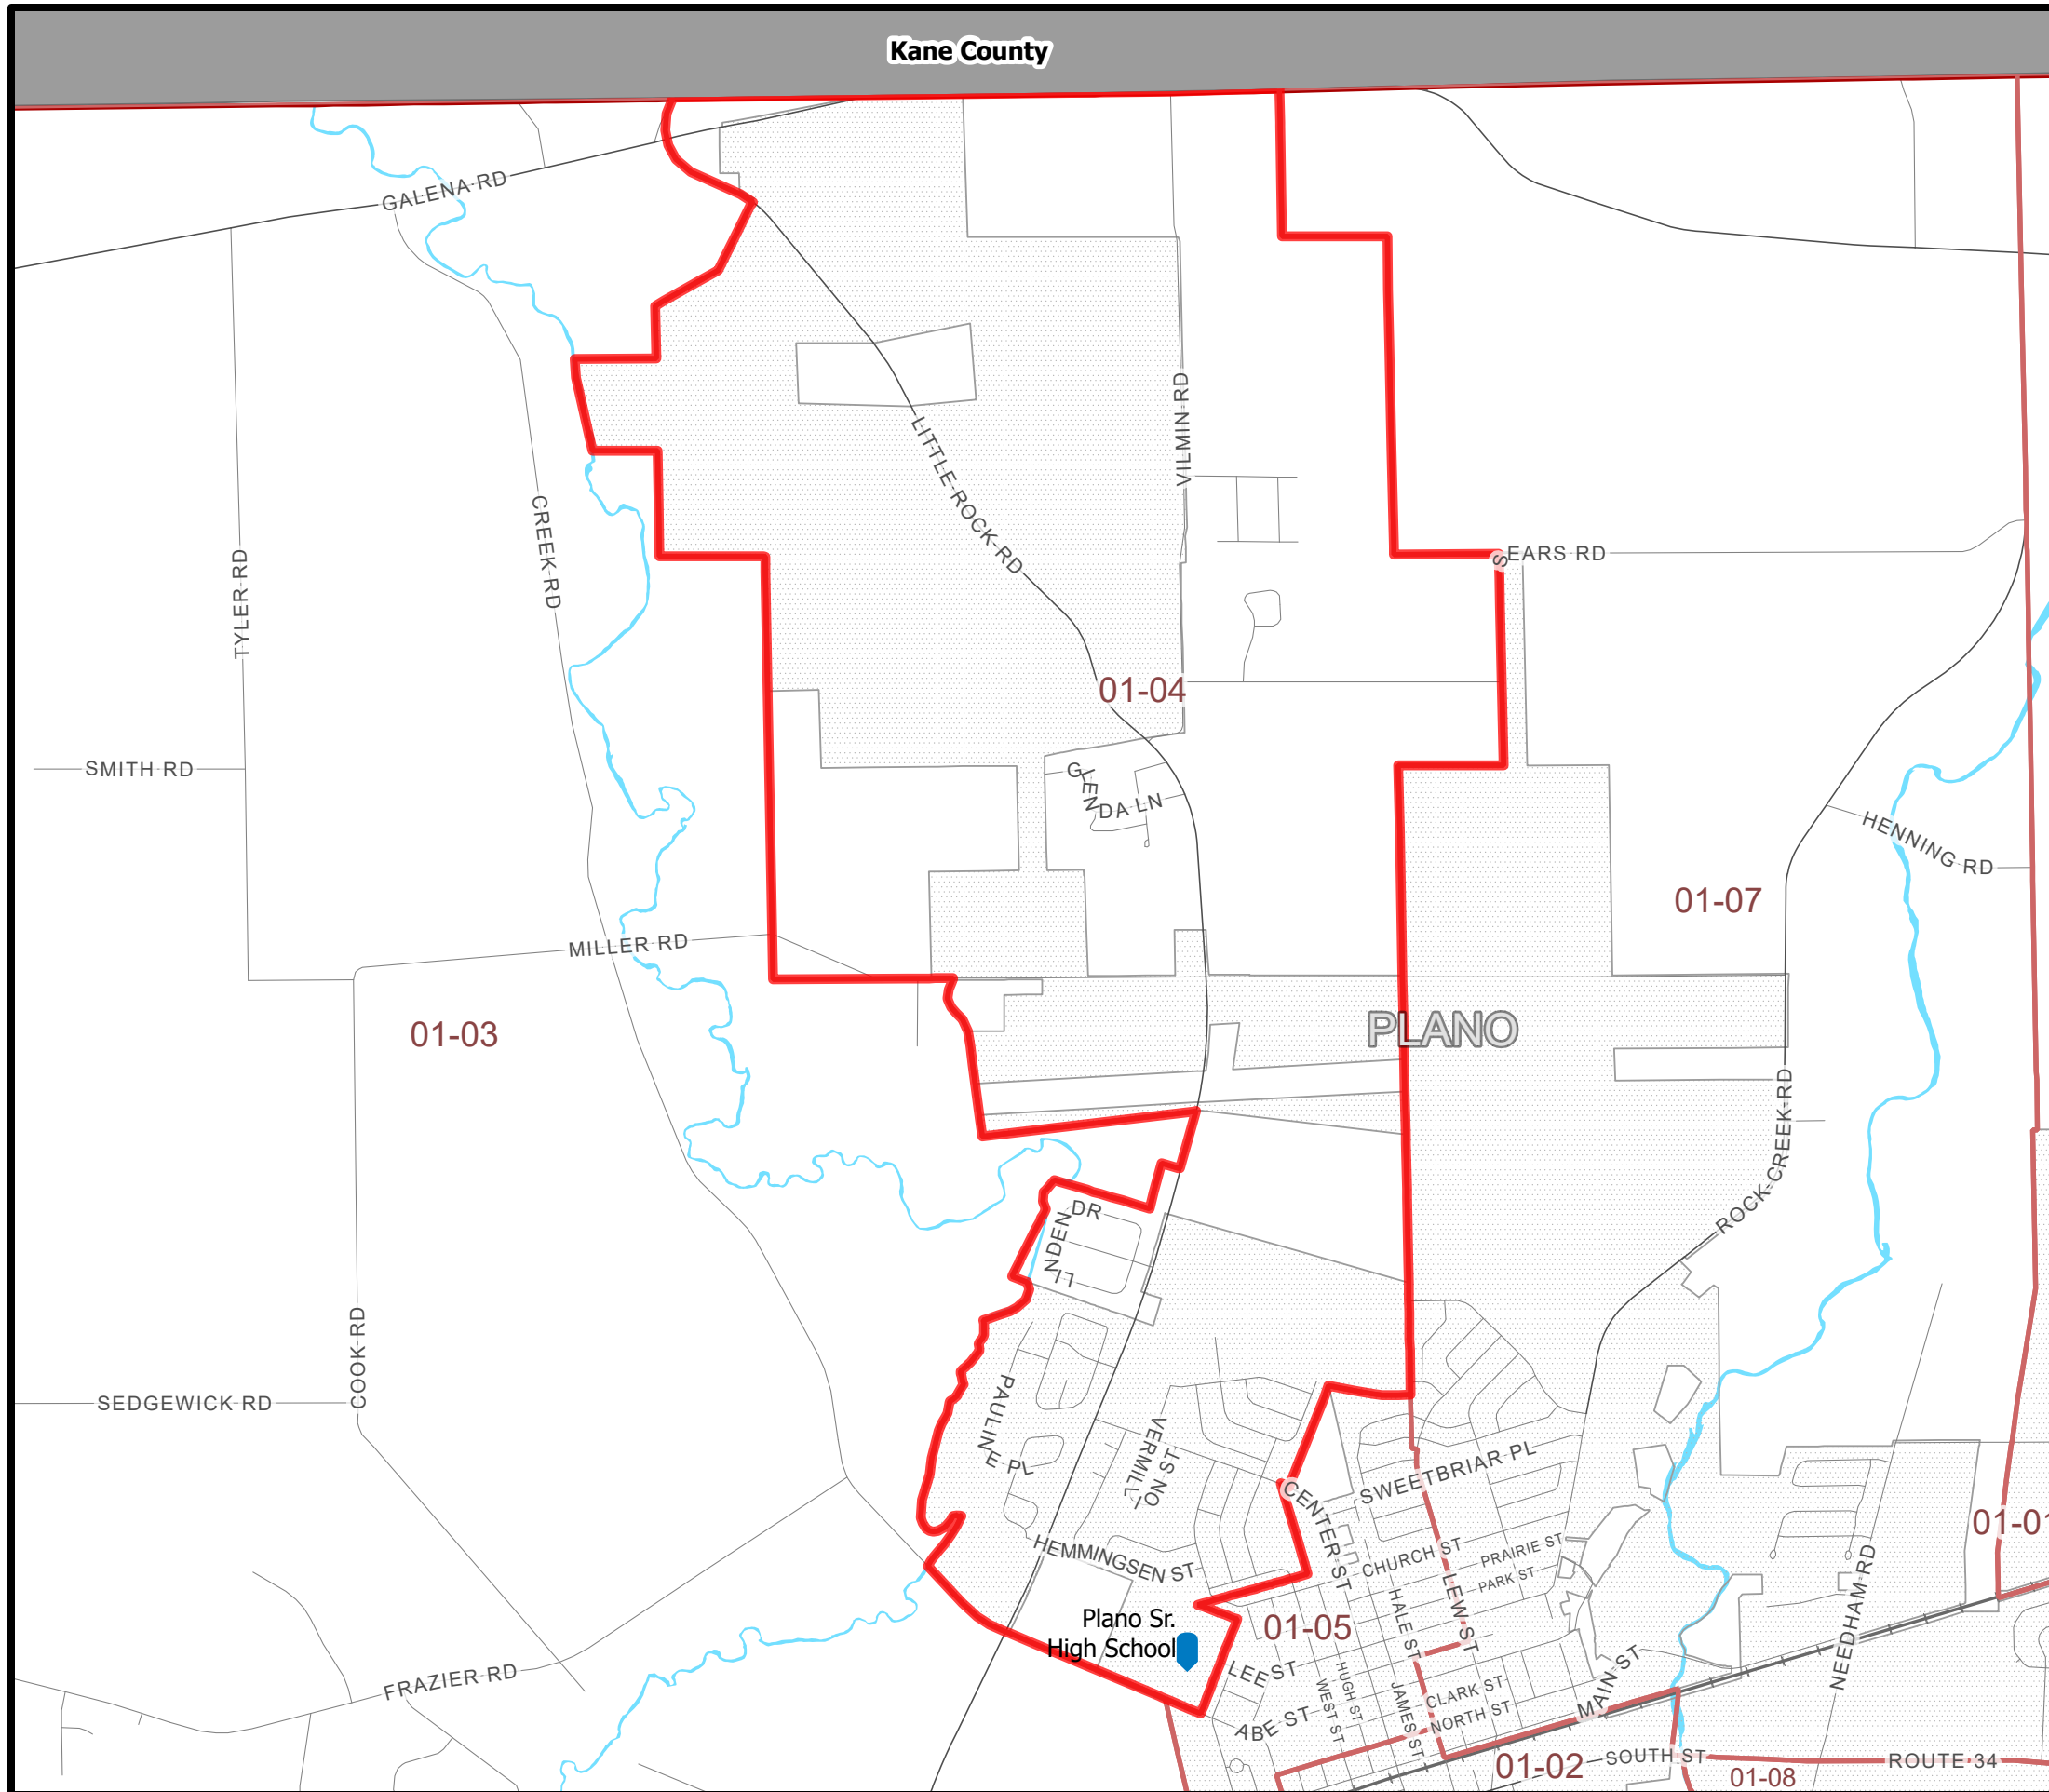 Kane County
GALENA RD
VILMIN RD
LITTLE ROCK RD
CREEK RD
TYLER RD
SEARS RD
01-04
SMITH RD
GLENDA LN
HENNING RD
01-07
MILLER RD
01-03
PLANO
ROCK CREEK RD
LINDEN DR
COOK RD
SEDGEWICK RD
PAULINE PL
VERMILLION ST
SWEETBRIAR PL
CENTER ST
01-01
HEMMINGSEN ST
CHURCH ST
PRAIRIE ST
PARK ST
LEW ST
HALE ST
NEEDHAM RD
Plano Sr.
High School
01-05
LEE ST
HUGH ST
WEST ST
JAMES ST
CLARK ST
NORTH ST
MAIN ST
ABE ST
FRAZIER RD
01-02
SOUTH ST
ROUTE 34
01-08